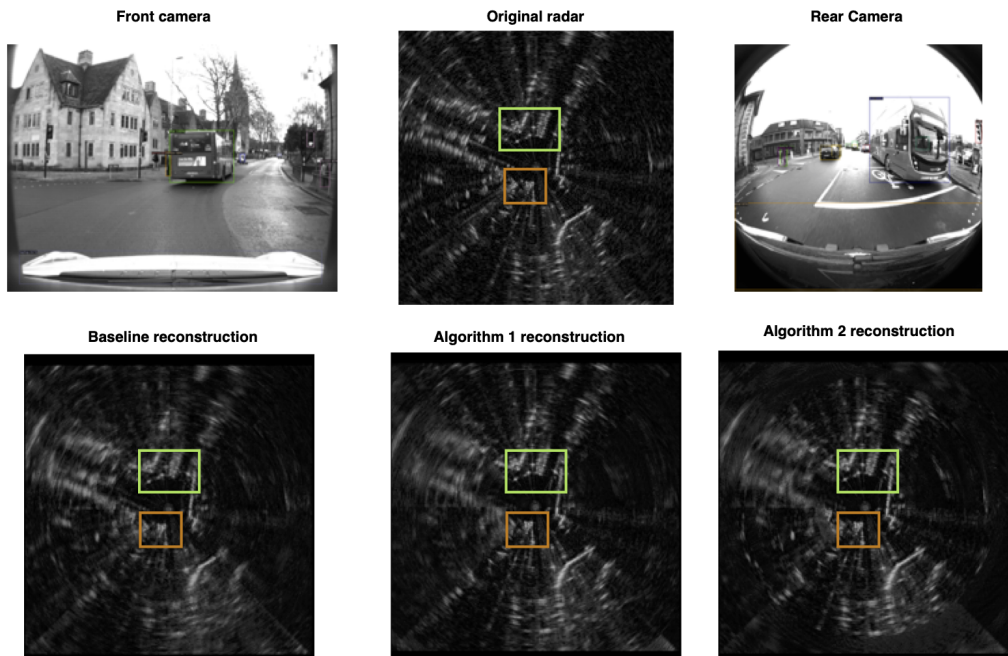 Front camera
Original radar
Rear Camera
Baseline reconstruction
Algorithm 1 reconstruction
Algorithm 2 reconstruction